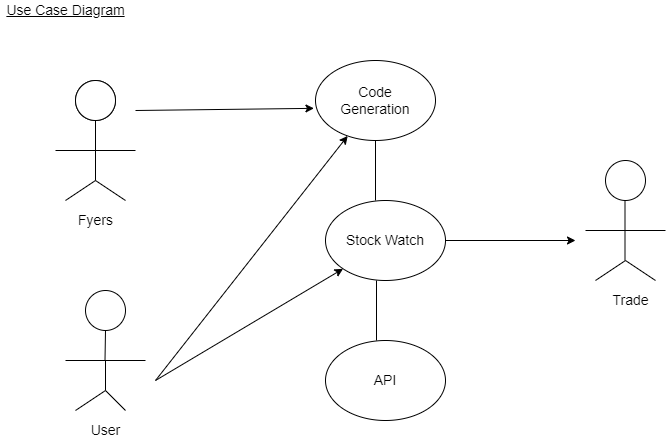 Use Case Diagram
Code
Generation
Fyers
Stock Watch
Trade
API
User